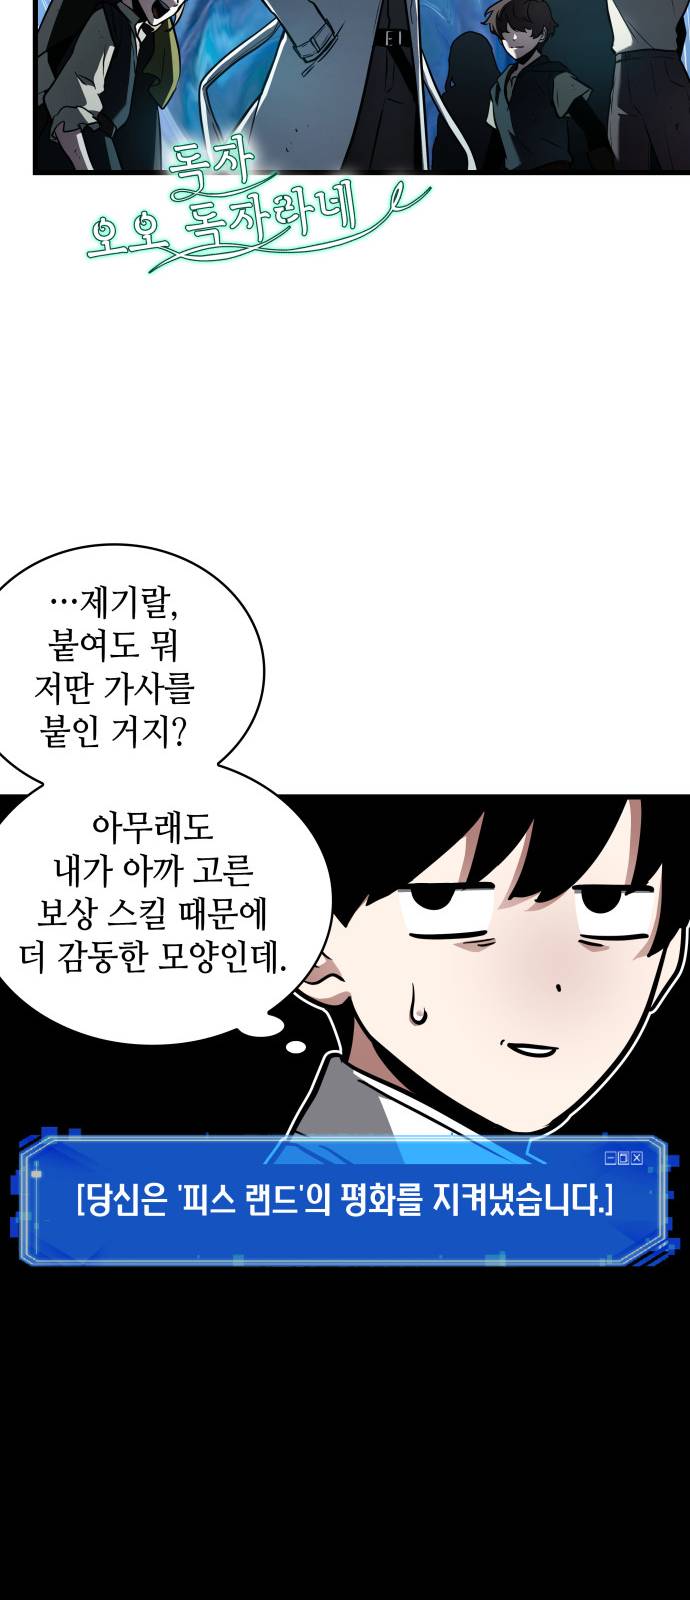 독자
오오 독자라네
…제기랄,
붙여도 뭐
저딴 가사를
붙인 거지?
아무래도
내가 아까 고른
보상 스킬 때문에
더 감동한 모양인데.
[당신은 '피스 랜드'의 평화를 지켜냈습니다.]